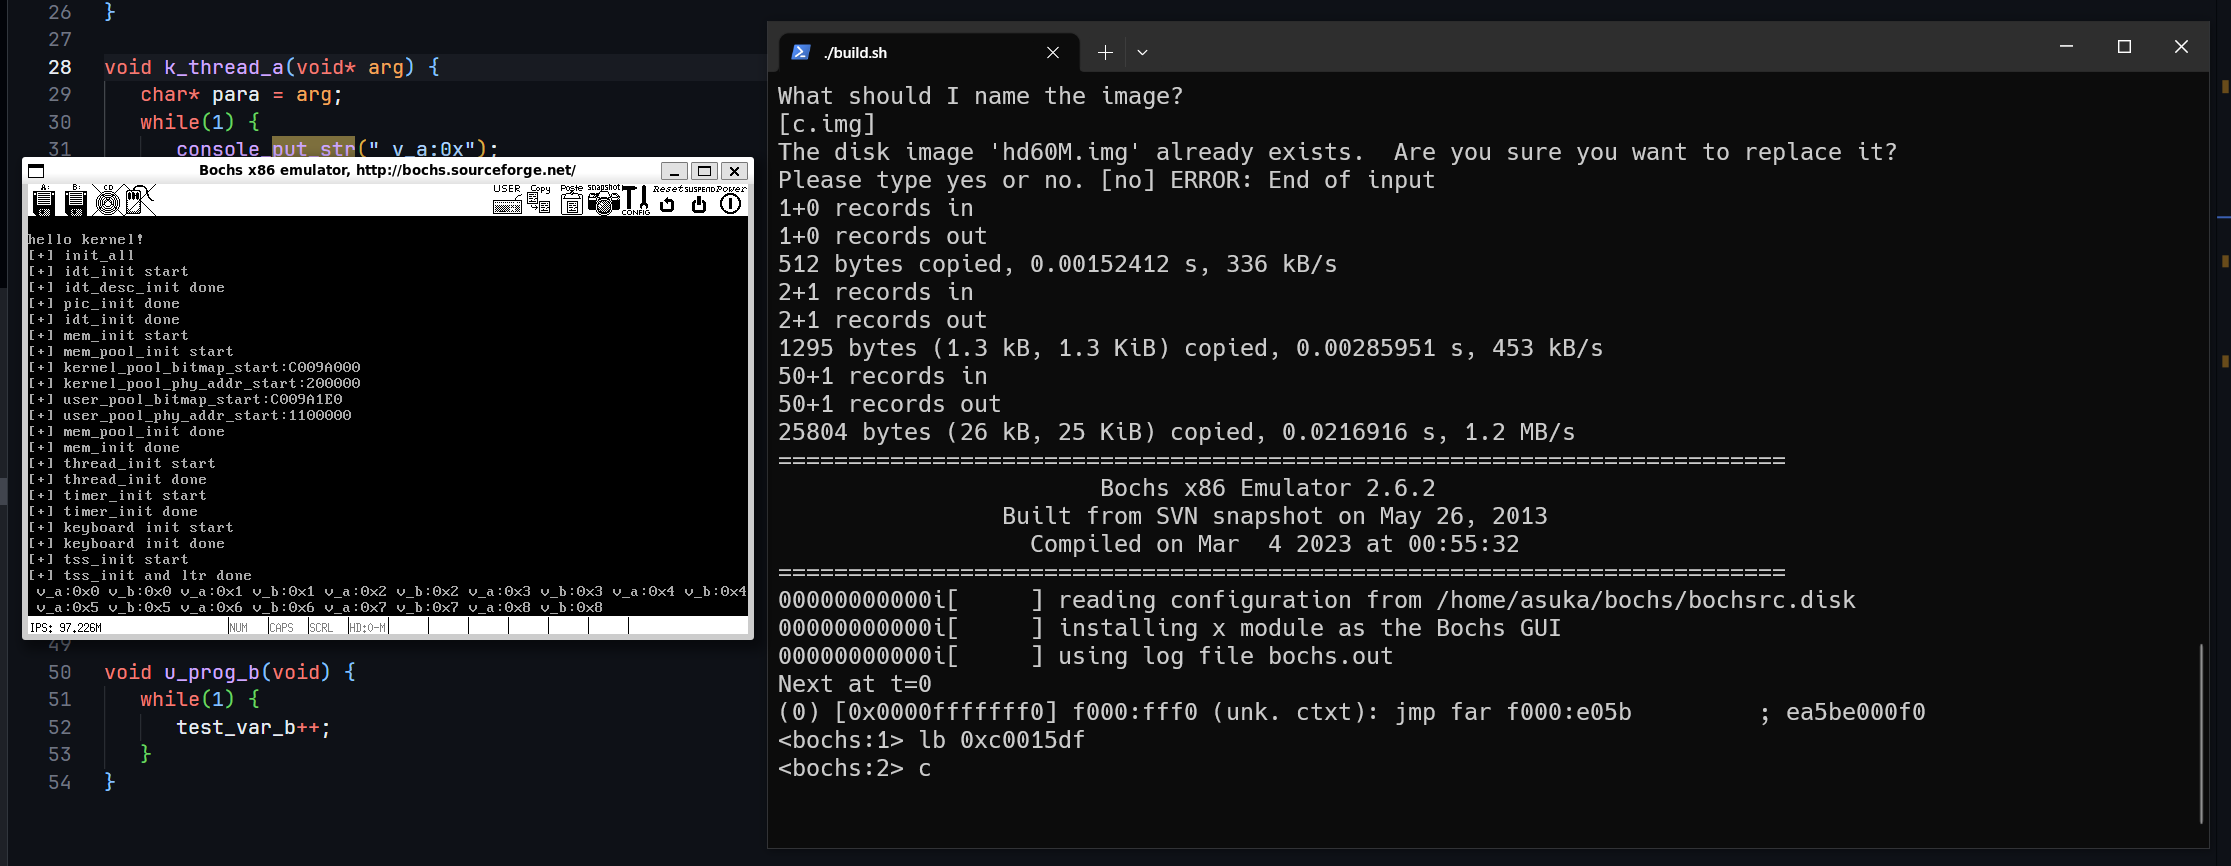 26 }
27
28 void k_thread_a(void* arg) {
29 char* para = arg;
30 while(1) {
31 console_put_str(" v_a:0x");
Bochs x86 emulator, http://bochs.sourceforge.net/
A: B: CD USER Copy Paste snapshot CONFIG Reset SUSPEND Power
hello kernel!
[+] init_all
[+] idt_init start
[+] idt_desc_init done
[+] pic_init done
[+] idt_init done
[+] mem_init start
[+] mem_pool_init start
[+] kernel_pool_bitmap_start:C009A000
[+] kernel_pool_phy_addr_start:200000
[+] user_pool_bitmap_start:C009A1E0
[+] user_pool_phy_addr_start:1100000
[+] mem_pool_init done
[+] mem_init done
[+] thread_init start
[+] thread_init done
[+] timer_init start
[+] timer_init done
[+] keyboard init start
[+] keyboard init done
[+] tss_init start
[+] tss_init and ltr done
v_a:0x0 v_b:0x0 v_a:0x1 v_b:0x1 v_a:0x2 v_b:0x2 v_a:0x3 v_b:0x3 v_a:0x4 v_b:0x4
v_a:0x5 v_b:0x5 v_a:0x6 v_b:0x6 v_a:0x7 v_b:0x7 v_a:0x8 v_b:0x8
IPS: 97.226M NUM CAPS SCRL HD:0-M
49
50 void u_prog_b(void) {
51 while(1) {
52 test_var_b++;
53 }
54 }
./build.sh
What should I name the image?
[c.img]
The disk image 'hd60M.img' already exists.  Are you sure you want to replace it?
Please type yes or no. [no] ERROR: End of input
1+0 records in
1+0 records out
512 bytes copied, 0.00152412 s, 336 kB/s
2+1 records in
2+1 records out
1295 bytes (1.3 kB, 1.3 KiB) copied, 0.00285951 s, 453 kB/s
50+1 records in
50+1 records out
25804 bytes (26 kB, 25 KiB) copied, 0.0216916 s, 1.2 MB/s
========================================================================
Bochs x86 Emulator 2.6.2
Built from SVN snapshot on May 26, 2013
Compiled on Mar  4 2023 at 00:55:32
========================================================================
00000000000i[     ] reading configuration from /home/asuka/bochs/bochsrc.disk
00000000000i[     ] installing x module as the Bochs GUI
00000000000i[     ] using log file bochs.out
Next at t=0
(0) [0x0000fffffff0] f000:fff0 (unk. ctxt): jmp far f000:e05b         ; ea5be000f0
<bochs:1> lb 0xc0015df
<bochs:2> c